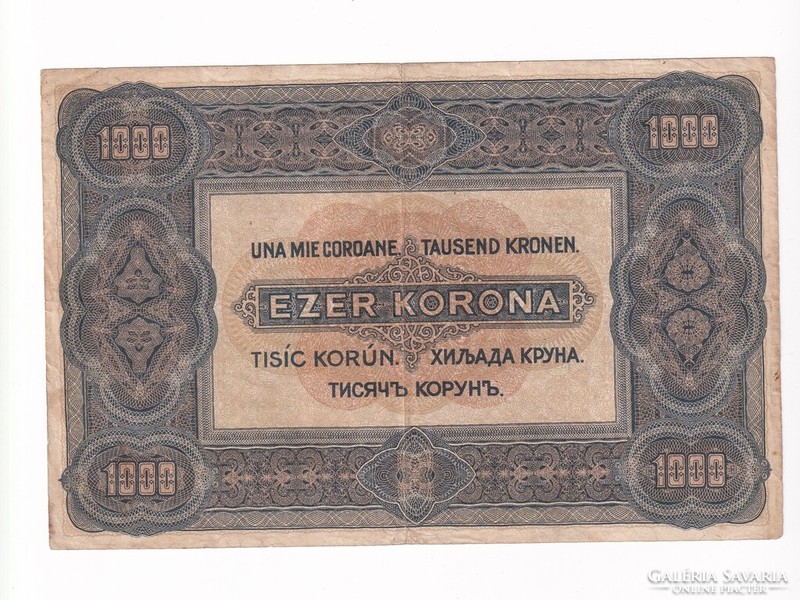 1000 1000
UNA MIE COROANE. TAUSEND KRONEN.
EZER KORONA
TISÍC KORÚN. ХИЉАДА КРУНА.
ТИСЯЧЪ КОРУНЪ.
1000 1000
GALÉRIA SAVARIA
ONLINE PIACTÉR